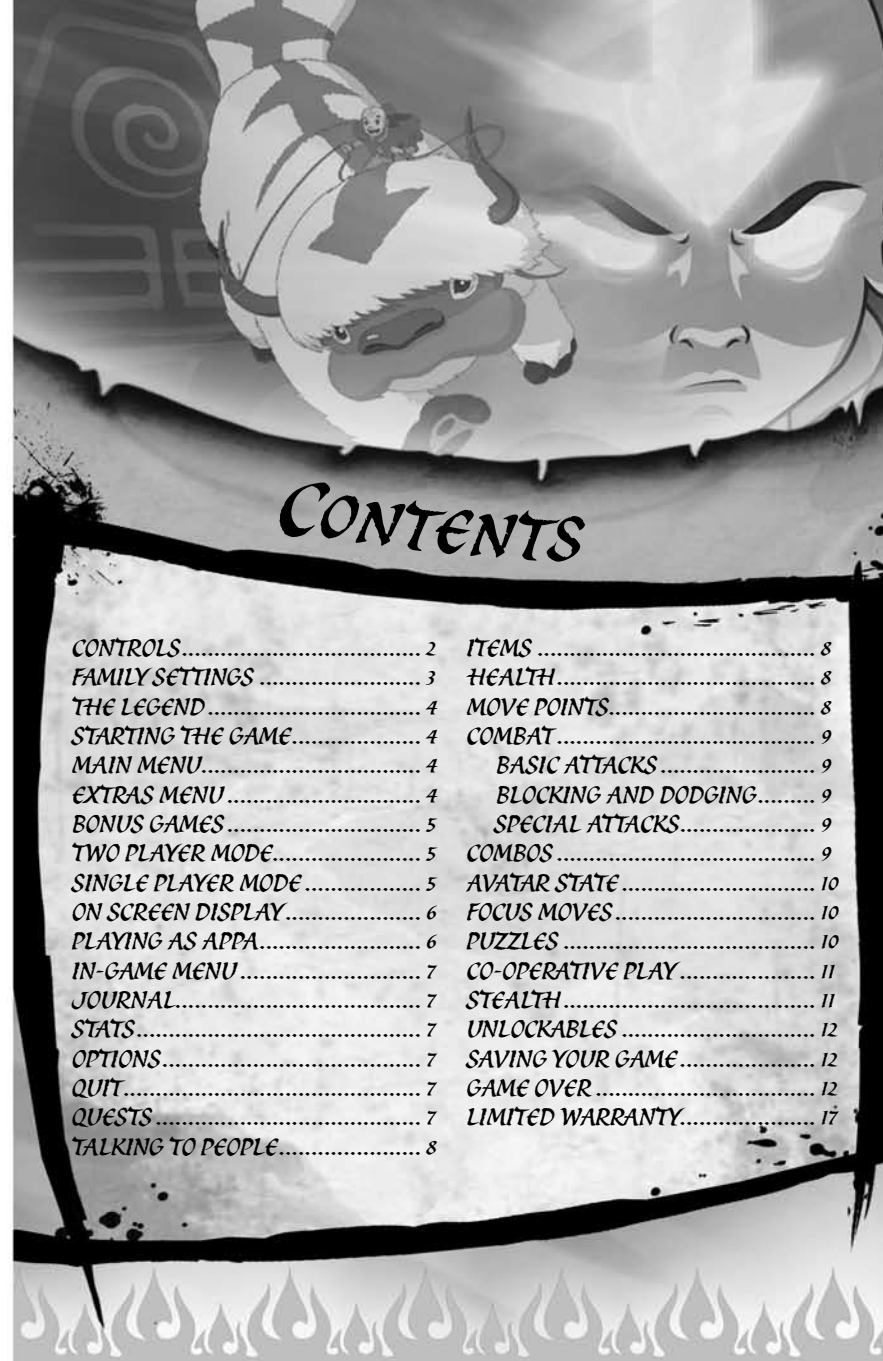 CONTENTS
CONTROLS..................................... 2
FAMILY SETTINGS ......................... 3
THE LEGEND................................. 4
STARTING THE GAME.................... 4
MAIN MENU.................................. 4
EXTRAS MENU.............................. 4
BONUS GAMES.............................. 5
TWO PLAYER MODE....................... 5
SINGLE PLAYER MODE.................. 5
ON SCREEN DISPLAY..................... 6
PLAYING AS APPA......................... 6
IN-GAME MENU............................ 7
JOURNAL...................................... 7
STATS............................................ 7
OPTIONS........................................ 7
QUIT.............................................. 7
QUESTS......................................... 7
TALKING TO PEOPLE...................... 8
ITEMS ........................................... 8
HEALTH........................................ 8
MOVE POINTS................................ 8
COMBAT........................................ 9
BASIC ATTACKS........................ 9
BLOCKING AND DODGING......... 9
SPECIAL ATTACKS..................... 9
COMBOS........................................ 9
AVATAR STATE.............................. 10
FOCUS MOVES............................... 10
PUZZLES....................................... 10
CO-OPERATIVE PLAY..................... 11
STEALTH....................................... 11
UNLOCKABLES.............................. 12
SAVING YOUR GAME..................... 12
GAME OVER.................................. 12
LIMITED WARRANTY..................... 17